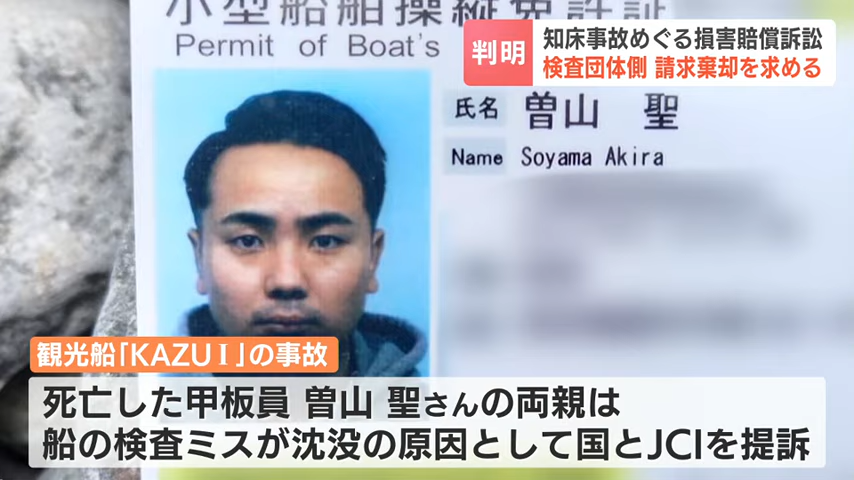 小型船舶操縦免許証
Permit of Boat's
判明
知床事故めぐる損害賠償訴訟
検査団体側 請求棄却を求める
氏名 曽山 聖
Name Soyama Akira
観光船「KAZUⅠ」の事故
死亡した甲板員 曽山 聖さんの両親は
船の検査ミスが沈没の原因として国とJCIを提訴